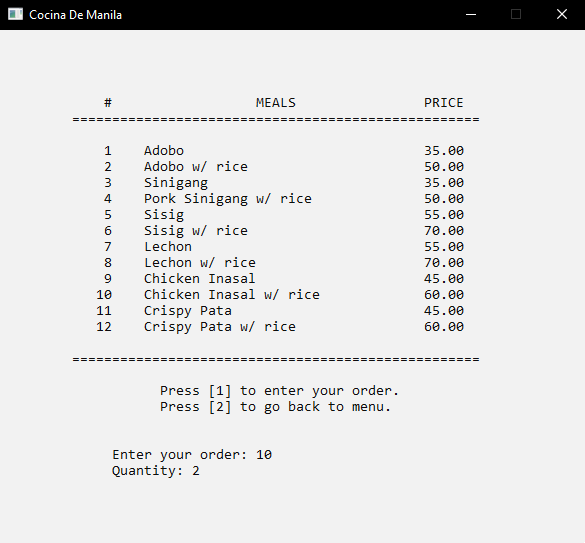 Cocina De Manila
# MEALS PRICE
===================================================
1 Adobo 35.00
2 Adobo w/ rice 50.00
3 Sinigang 35.00
4 Pork Sinigang w/ rice 50.00
5 Sisig 55.00
6 Sisig w/ rice 70.00
7 Lechon 55.00
8 Lechon w/ rice 70.00
9 Chicken Inasal 45.00
10 Chicken Inasal w/ rice 60.00
11 Crispy Pata 45.00
12 Crispy Pata w/ rice 60.00
===================================================
Press [1] to enter your order.
Press [2] to go back to menu.
Enter your order: 10
Quantity: 2